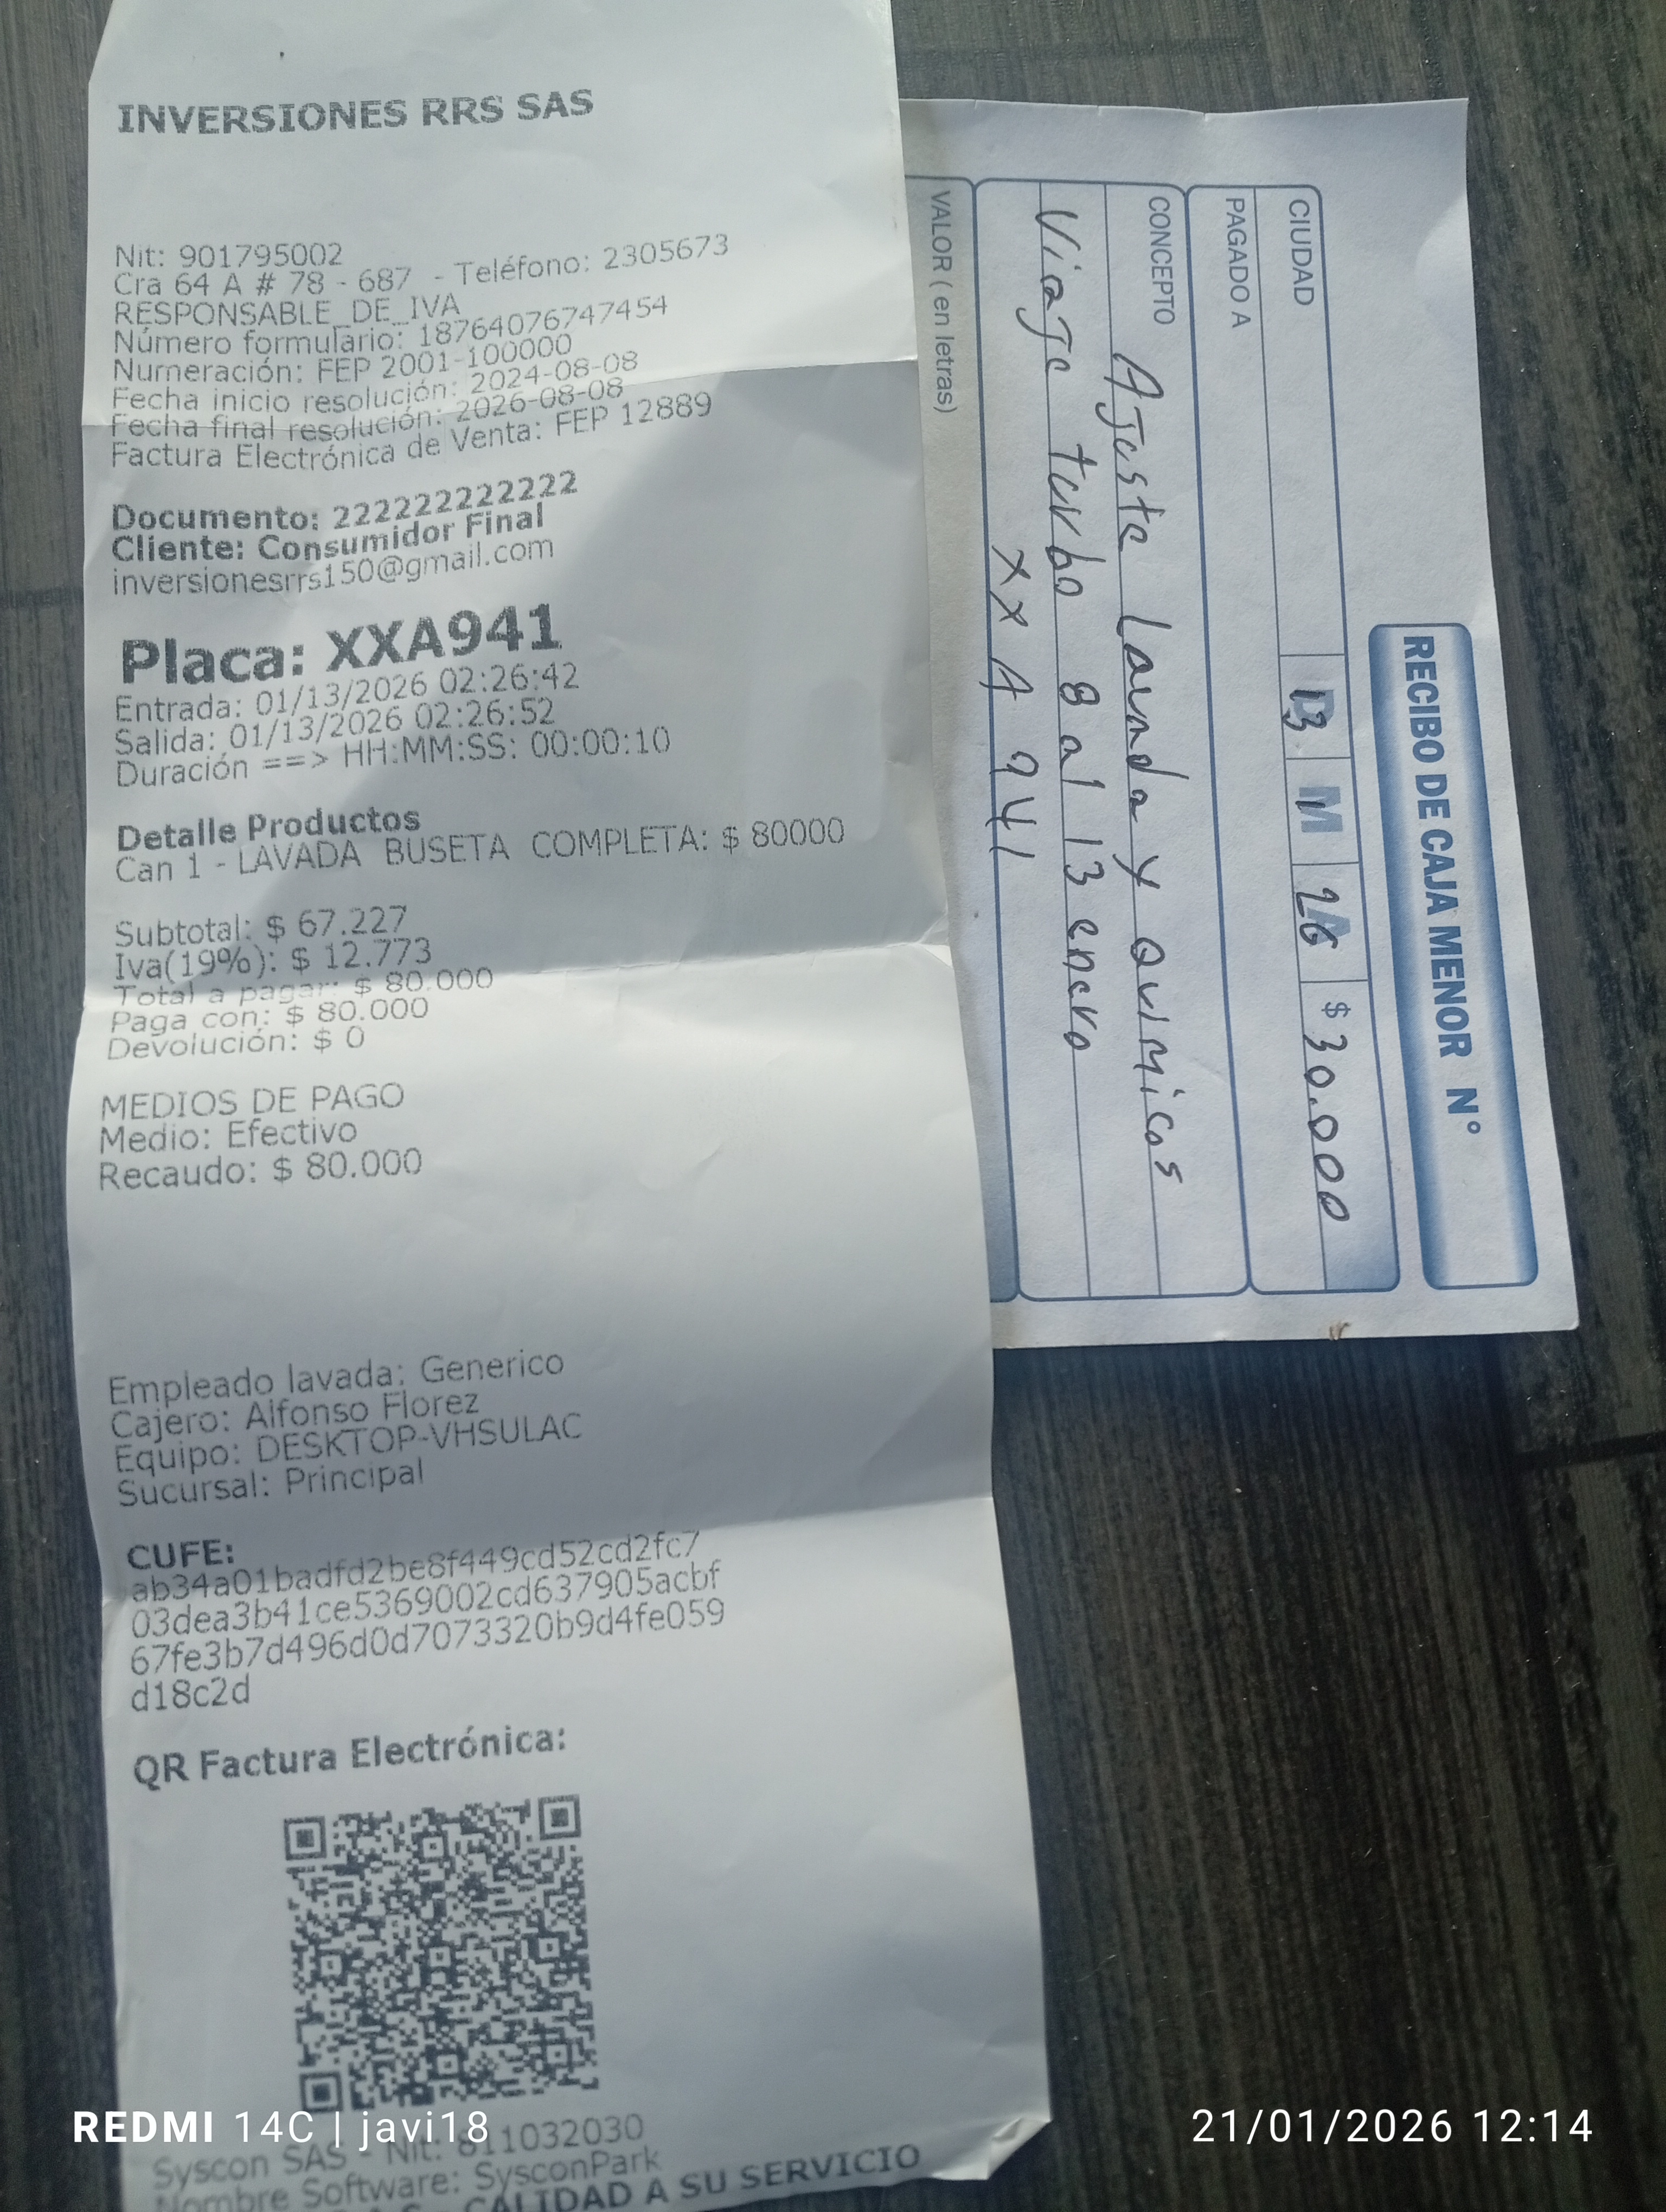 INVERSIONES RRS SAS
Nit: 901795002
Cra 64 A # 78 - 687 - Teléfono: 2305673
RESPONSABLE_DE_IVA
Número formulario: 18764076747454
Numeración: FEP 2001-100000
Fecha inicio resolución: 2024-08-08
Fecha final resolución: 2026-08-08
Factura Electrónica de Venta: FEP 12889
Documento: 222222222222
Cliente: Consumidor Final
inversionesrrs150@gmail.com
Placa: XXA941
Entrada: 01/13/2026 02:26:42
Salida: 01/13/2026 02:26:52
Duración ==> HH:MM:SS: 00:00:10
Detalle Productos
Can 1 - LAVADA BUSETA COMPLETA: $ 80000
Subtotal: $ 67.227
Iva(19%): $ 12.773
Total a pagar: $ 80.000
Paga con: $ 80.000
Devolución: $ 0
MEDIOS DE PAGO
Medio: Efectivo
Recaudo: $ 80.000
Empleado lavada: Generico
Cajero: Alfonso Florez
Equipo: DESKTOP-VHSULAC
Sucursal: Principal
CUFE:
ab34a01badfd2be8f449cd52cd2fc7
03dea3b41ce5369002cd637905acbf
67fe3b7d496d0d7073320b9d4fe059
d18c2d
QR Factura Electrónica:
Syscon SAS - Nit: 811032030
Nombre Software: SysconPark
CALIDAD A SU SERVICIO
RECIBO DE CAJA MENOR N°
CIUDAD 13 M 26 $ 30.000
PAGADO A
CONCEPTO Ajuste Lavada y quimicos
Viaje turbo 8 al 13 enero
XXA 941
VALOR ( en letras)
REDMI 14C | javi18
21/01/2026 12:14